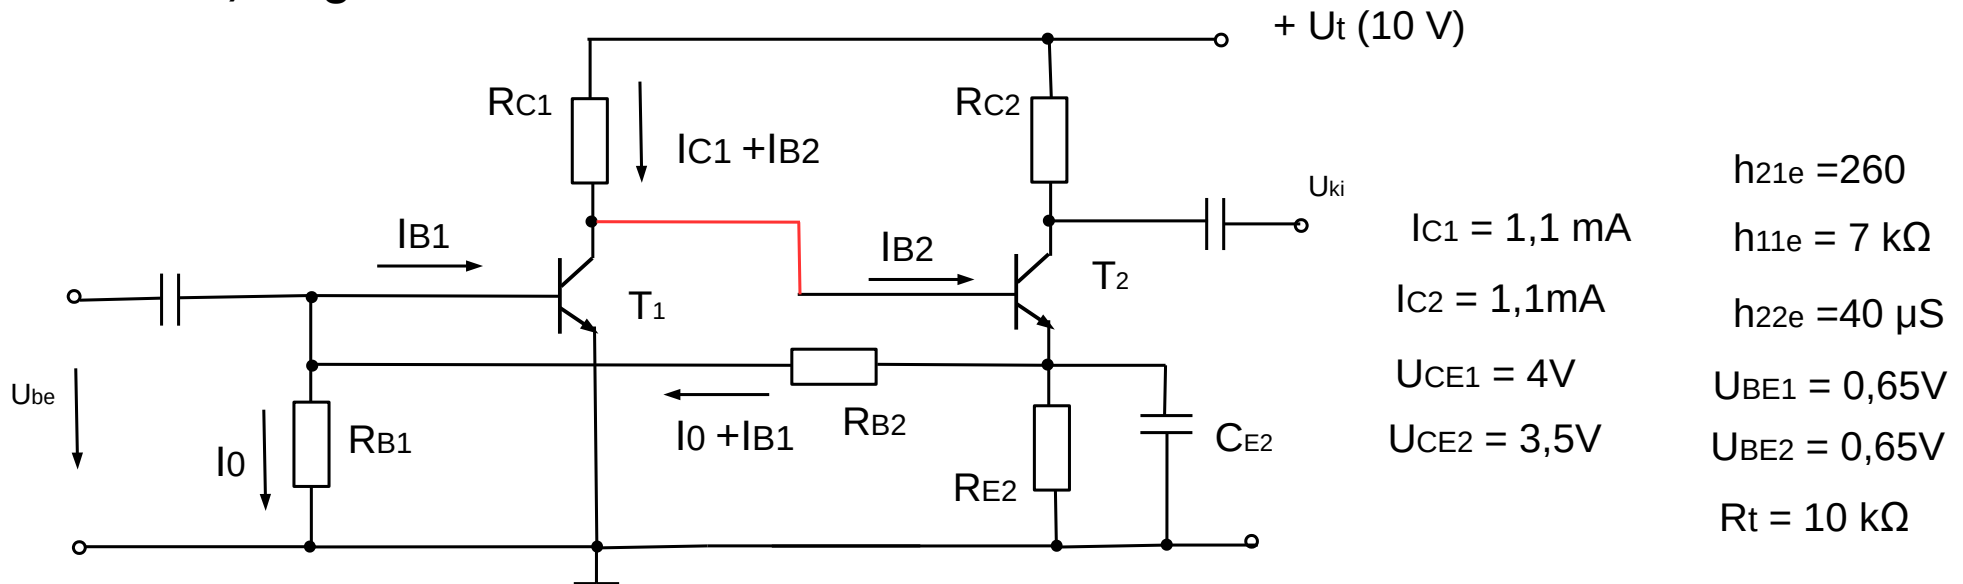 + Ut (10 V)
RC1
RC2
IC1 +IB2
Uki
h21e =260
IB1
IB2
IC1 = 1,1 mA
h11e = 7 kΩ
T1
T2
IC2 = 1,1mA
h22e =40 μS
Ube
UCE1 = 4V
UBE1 = 0,65V
I0
RB1
I0 +IB1
RB2
CE2
UCE2 = 3,5V
UBE2 = 0,65V
RE2
Rt = 10 kΩ